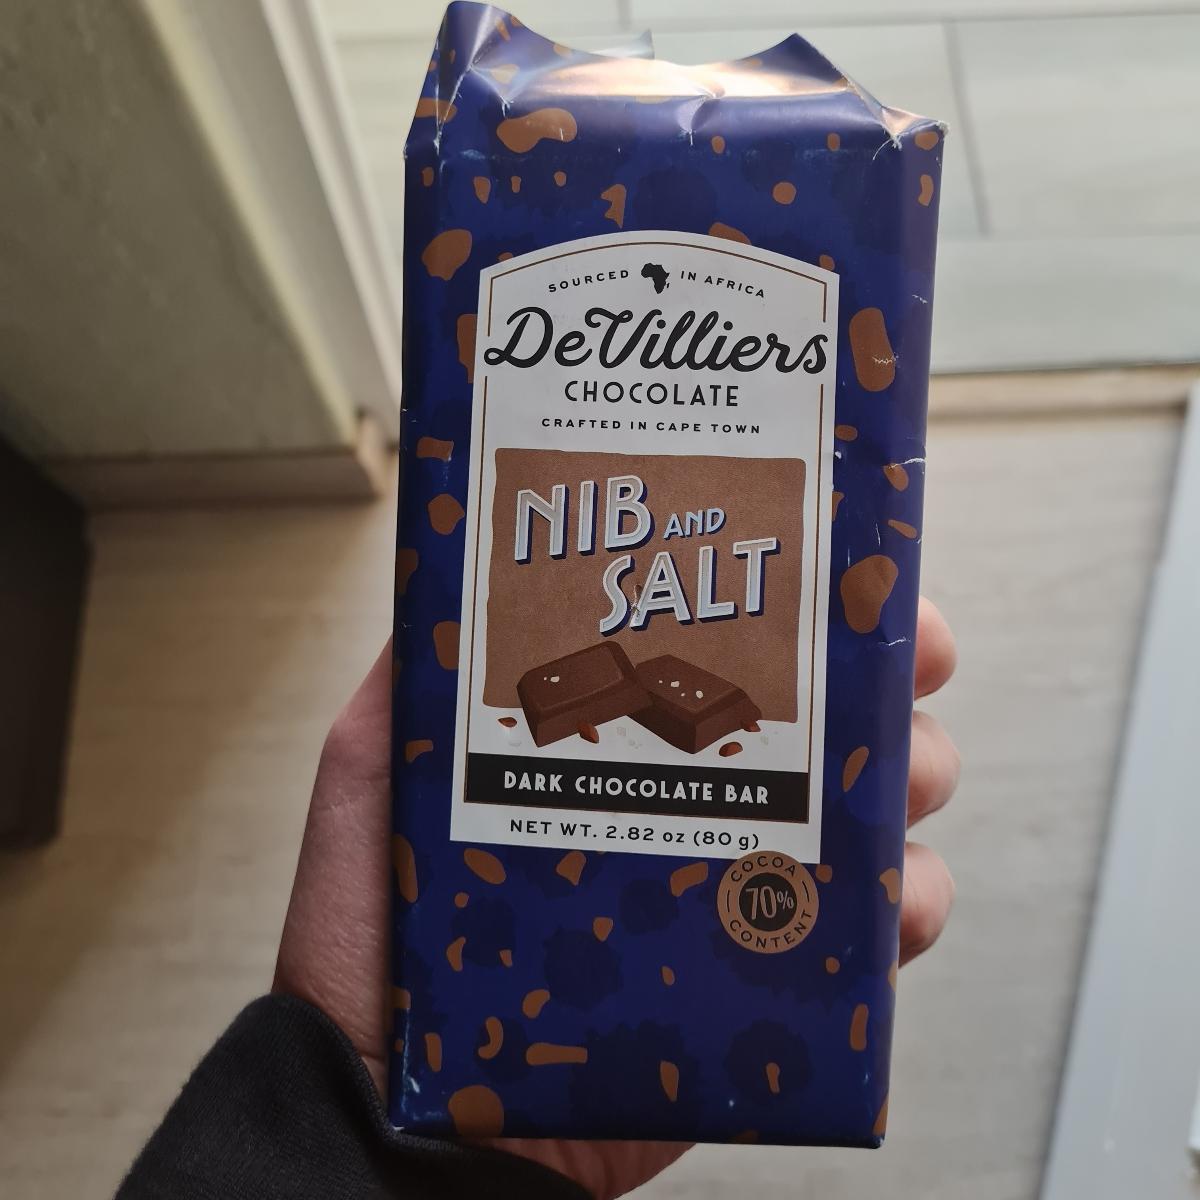 SOURCED IN AFRICA
DeVilliers
CHOCOLATE
CRAFTED IN CAPE TOWN
NIB AND
SALT
DARK CHOCOLATE BAR
NET WT. 2.82 oz (80 g)
COCOA
70%
CONTENT